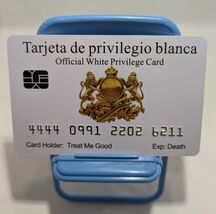 Tarjeta de privilegio blanca
Official White Privilege Card
4444 0991 2202 6211
Card Holder: Treat Me Good Exp: Death